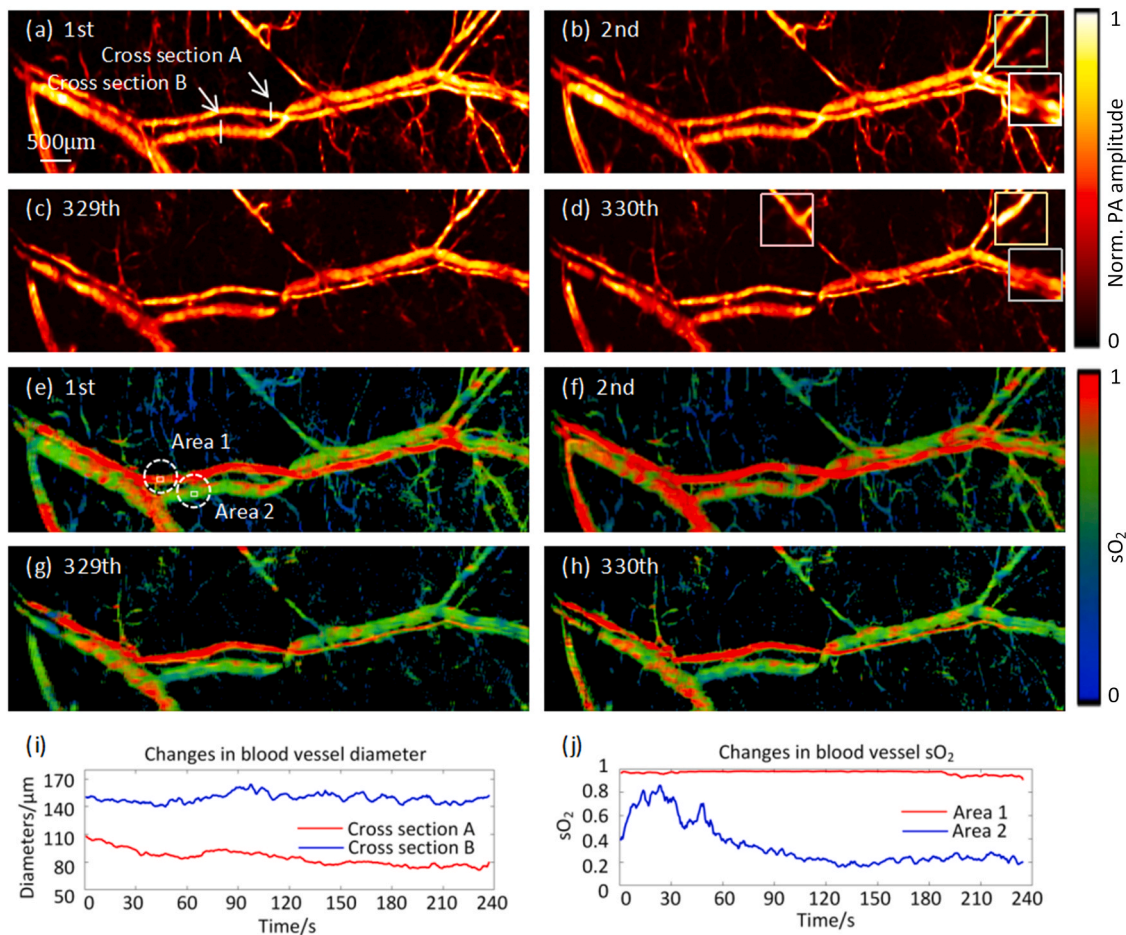 (a) 1st
Cross section A
Cross section B
500μm
(b) 2nd
1
Norm. PA amplitude
0
(c) 329th
(d) 330th
(e) 1st
Area 1
Area 2
(f) 2nd
1
sO₂
0
(g) 329th
(h) 330th
(i)
Changes in blood vessel diameter
Diameters/μm
170
140
110
80
50
Cross section A
Cross section B
0 30 60 90 120 150 180 210 240
Time/s
(j)
Changes in blood vessel sO₂
sO₂
1
0.8
0.6
0.4
0.2
0
Area 1
Area 2
0 30 60 90 120 150 180 210 240
Time/s